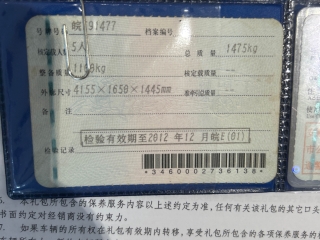 号牌号码 皖 91477 档案编号
核定载人数 5人 总 质 量 1475kg
整备质量 1100kg 核定载质量 --
外廓尺寸 4155×1650×1445mm 准牵引总质量 --
备 注
检验有效期至2012 年12 月皖E(01)
检验记录
*3460002736138*
6. 本礼包所包含的保养服务内容以上述约定为准,任何有关该礼包的其它口头
书面约定对经销商没有约束力。
7. 如果车辆的所有权在礼包有效期内转移,享受礼包所包含的各项保养